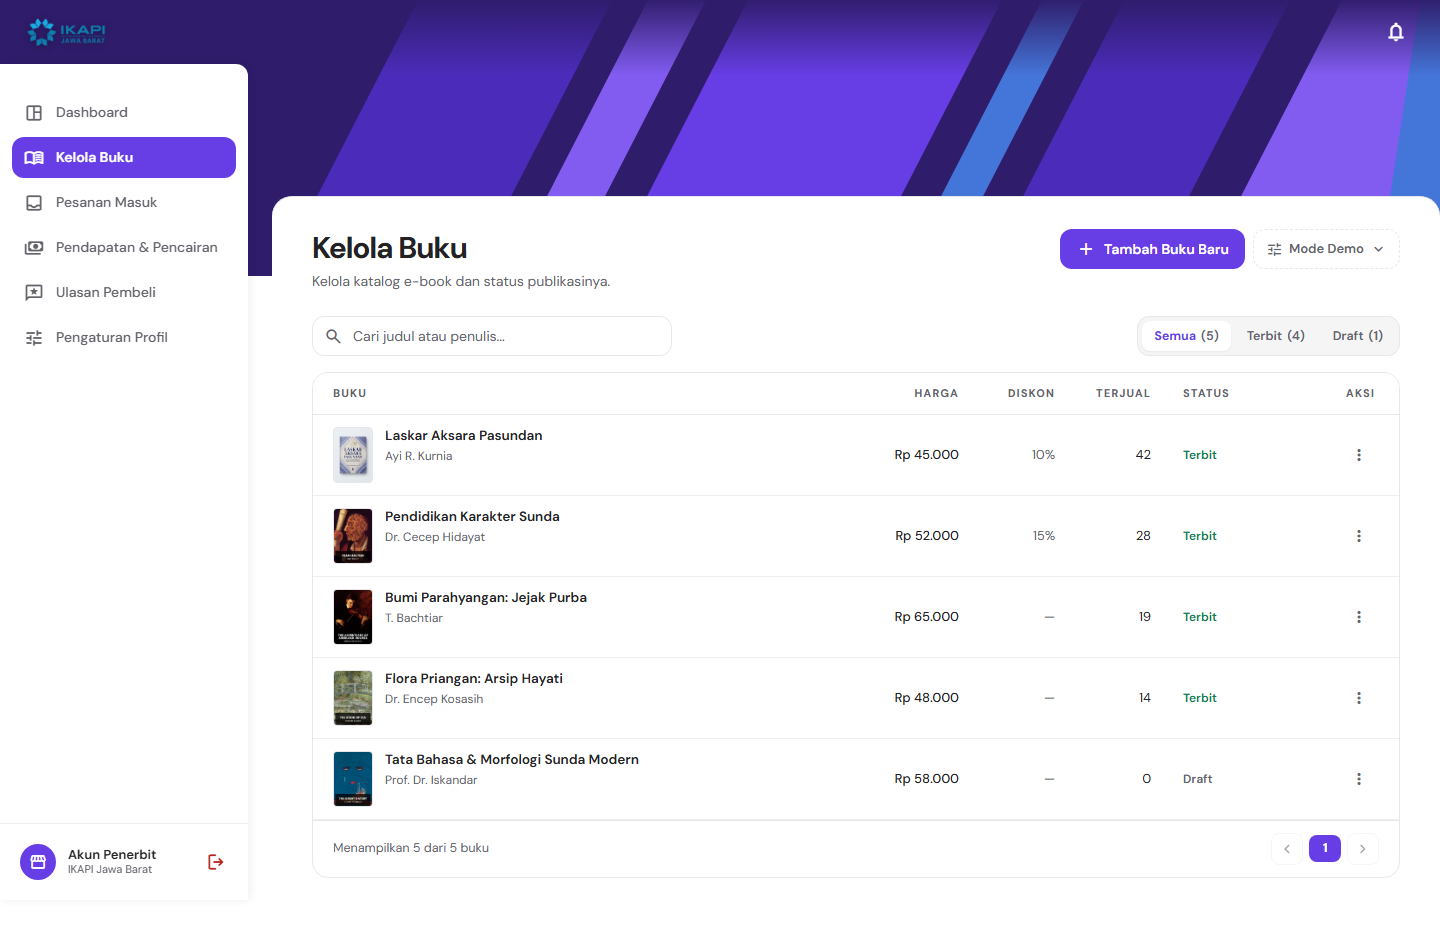 IKAPI
JAWA BARAT
Dashboard
Kelola Buku
Pesanan Masuk
Pendapatan & Pencairan
Ulasan Pembeli
Pengaturan Profil
Akun Penerbit
IKAPI Jawa Barat
Kelola Buku
Kelola katalog e-book dan status publikasinya.
Tambah Buku Baru
Mode Demo
Cari judul atau penulis...
Semua (5) Terbit (4) Draft (1)
BUKU HARGA DISKON TERJUAL STATUS AKSI
LASKAR
AKSARA
Laskar Aksara Pasundan
Ayi R. Kurnia
Rp 45.000 10% 42 Terbit
Pendidikan Karakter Sunda
Dr. Cecep Hidayat
Rp 52.000 15% 28 Terbit
Bumi Parahyangan: Jejak Purba
T. Bachtiar
Rp 65.000 — 19 Terbit
Flora Priangan: Arsip Hayati
Dr. Encep Kosasih
Rp 48.000 — 14 Terbit
Tata Bahasa & Morfologi Sunda Modern
Prof. Dr. Iskandar
Rp 58.000 — 0 Draft
Menampilkan 5 dari 5 buku
1